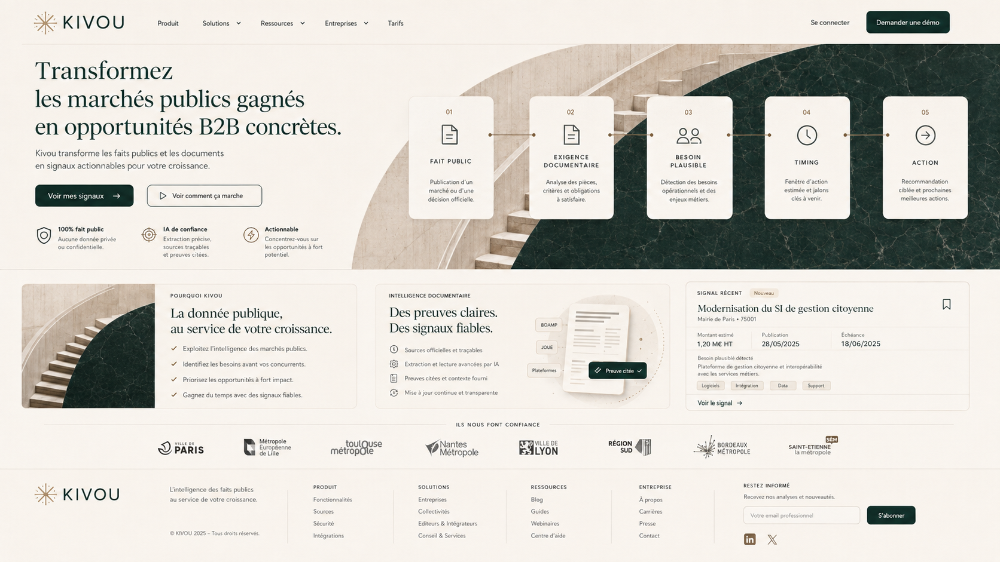 KIVOU
Produit
Solutions
Ressources
Entreprises
Tarifs
Se connecter
Demander une démo
Transformez
les marchés publics gagnés
en opportunités B2B concrètes.
Kivou transforme les faits publics et les documents
en signaux actionnables pour votre croissance.
Voir mes signaux
Voir comment ça marche
100% fait public
Aucune donnée privée
ou confidentielle.
IA de confiance
Extraction précise,
sources traçables
et preuves citées.
Actionnable
Concentrez-vous sur
les opportunités à fort
potentiel.
01
FAIT PUBLIC
Publication d'un
marché ou d'une
décision officielle.
02
EXIGENCE
DOCUMENTAIRE
Analyse des pièces,
critères et obligations
à satisfaire.
03
BESOIN
PLAUSIBLE
Détection des besoins
opérationnels et des
enjeux métiers.
04
TIMING
Fenêtre d'action
estimée et jalons
clés à venir.
05
ACTION
Recommandation
ciblée et prochaines
meilleures actions.
POURQUOI KIVOU
La donnée publique,
au service de votre croissance.
Exploitez l'intelligence des marchés publics.
Identifiez les besoins avant vos concurrents.
Priorisez les opportunités à fort impact.
Gagnez du temps avec des signaux fiables.
INTELLIGENCE DOCUMENTAIRE
Des preuves claires.
Des signaux fiables.
Sources officielles et traçables
Extraction et lecture avancées par IA
Preuves citées et contexte fourni
Mise à jour continue et transparente
BOAMP
JOUE
Plateformes
Preuve citée
SIGNAL RÉCENT
Nouveau
Modernisation du SI de gestion citoyenne
Mairie de Paris • 75001
Montant estimé
1,20 M€ HT
Publication
28/05/2025
Échéance
18/06/2025
Besoin plausiblé détecté
Plateforme de gestion citoyenne et interopérabilité
avec les services métiers.
Logiciels
Intégration
Data
Support
Voir le signal
ILS NOUS FONT CONFIANCE
VILLE DE
PARIS
Métropole
Européenne
de Lille
toulOuse
métropOle
Nantes
Métropole
VILLE DE
LYON
RÉGION
SUD
BORDEAUX
MÉTROPOLE
SÉM
SAINT-ETIENNE
la métropole
KIVOU
L'intelligence des faits publics
au service de votre croissance.
© KIVOU 2025 – Tous droits réservés.
PRODUIT
Fonctionnalités
Sources
Sécurité
Intégrations
SOLUTIONS
Entreprises
Collectivités
Editeurs & Intégrateurs
Conseil & Services
RESSOURCES
Blog
Guides
Webinaires
Centre d'aide
ENTREPRISE
À propos
Carrières
Presse
Contact
RESTEZ INFORMÉ
Recevez nos analyses et nouveautés.
Votre email professionnel
S'abonner
in
X